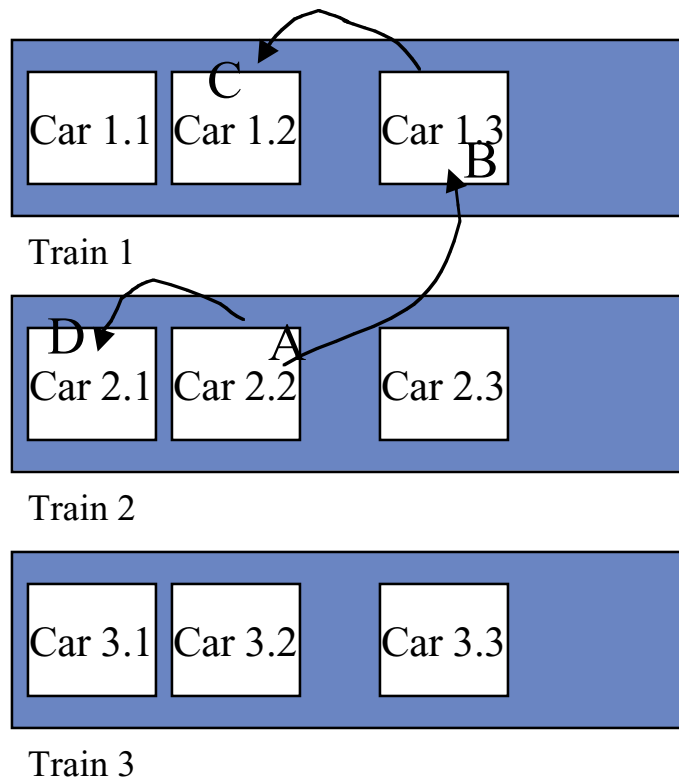 C
Car 1.1 Car 1.2 Car 1.3
B
Train 1
D A
Car 2.1 Car 2.2 Car 2.3
Train 2
Car 3.1 Car 3.2 Car 3.3
Train 3